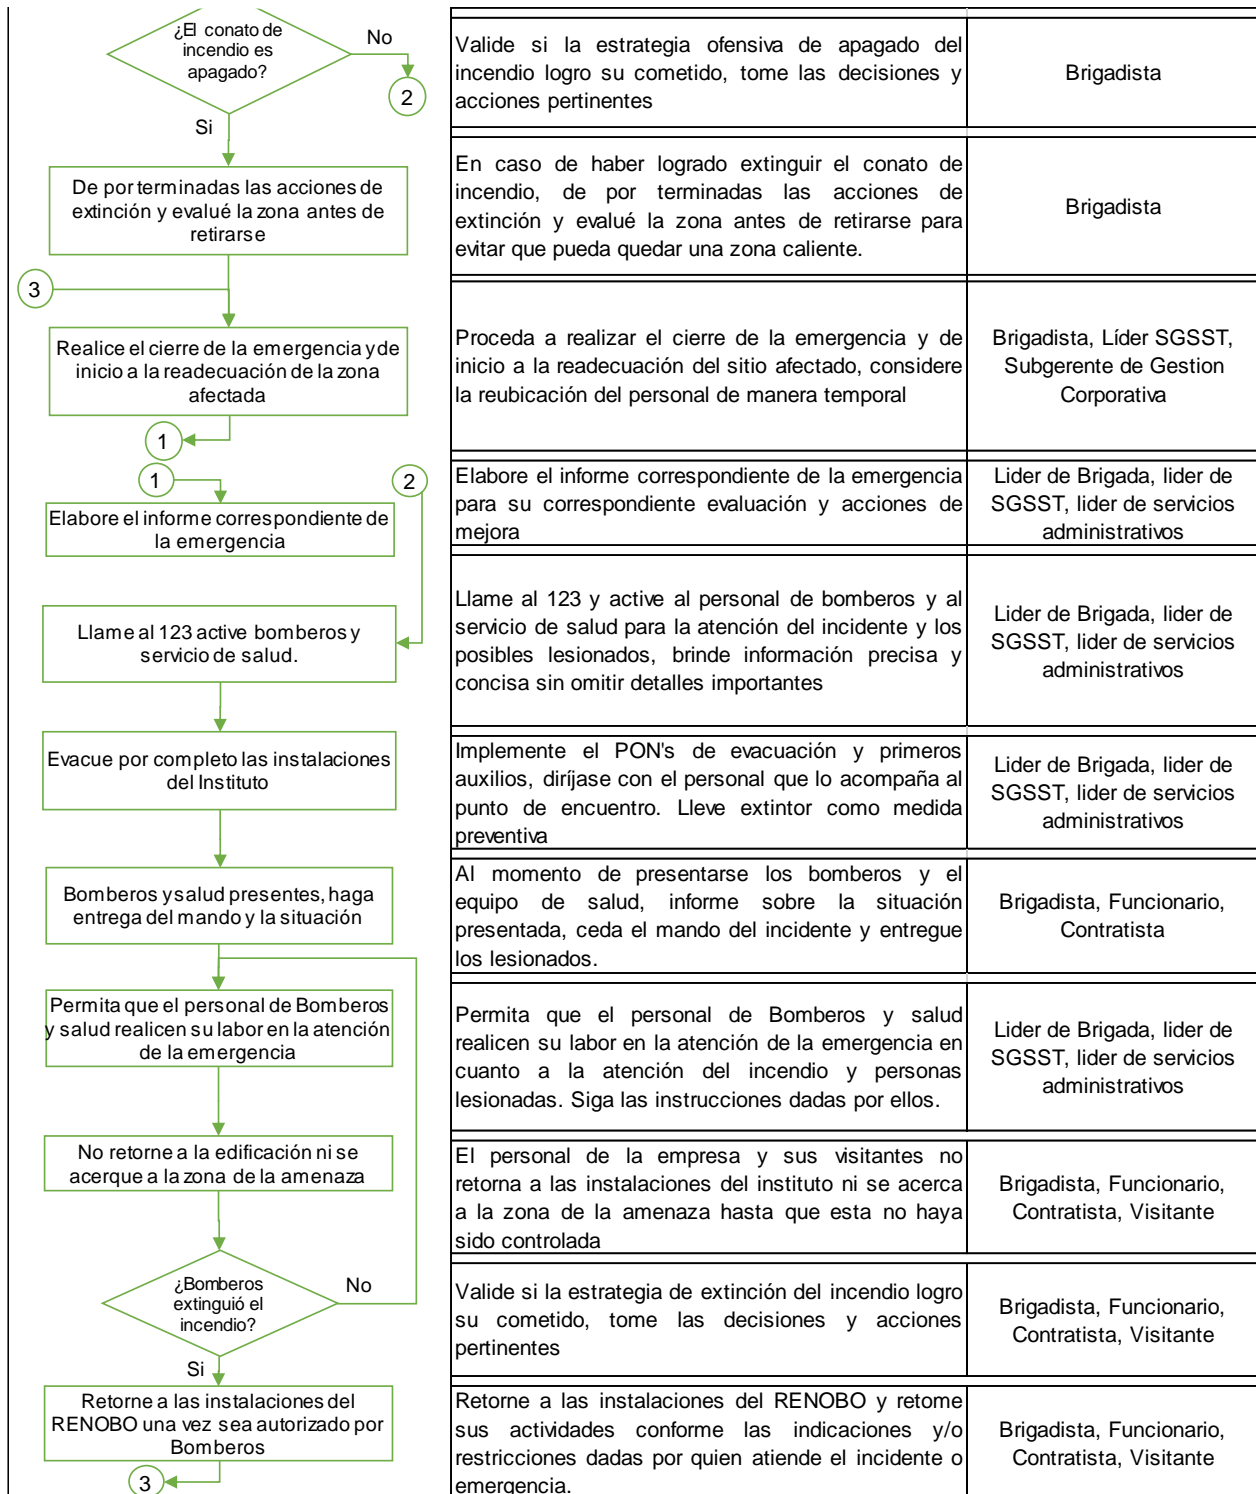 ¿El conato de
incendio es
apagado?
No
2
Si
Valide si la estrategia ofensiva de apagado del
incendio logro su cometido, tome las decisiones y
acciones pertinentes
Brigadista
De por terminadas las acciones de
extinción y evalué la zona antes de
retirarse
En caso de haber logrado extinguir el conato de
incendio, de por terminadas las acciones de
extinción y evalué la zona antes de retirarse para
evitar que pueda quedar una zona caliente.
Brigadista
3
Realice el cierre de la emergencia y de
inicio a la readecuación de la zona
afectada
1
Proceda a realizar el cierre de la emergencia y de
inicio a la readecuación del sitio afectado, considere
la reubicación del personal de manera temporal
Brigadista, Líder SGSST,
Subgerente de Gestion
Corporativa
1
2
Elabore el informe correspondiente de
la emergencia
Elabore el informe correspondiente de la emergencia
para su correspondiente evaluación y acciones de
mejora
Lider de Brigada, lider de
SGSST, lider de servicios
administrativos
Llame al 123 active bomberos y
servicio de salud.
Llame al 123 y active al personal de bomberos y al
servicio de salud para la atención del incidente y los
posibles lesionados, brinde información precisa y
concisa sin omitir detalles importantes
Lider de Brigada, lider de
SGSST, lider de servicios
administrativos
Evacue por completo las instalaciones
del Instituto
Implemente el PON's de evacuación y primeros
auxilios, diríjase con el personal que lo acompaña al
punto de encuentro. Lleve extintor como medida
preventiva
Lider de Brigada, lider de
SGSST, lider de servicios
administrativos
Bomberos y salud presentes, haga
entrega del mando y la situación
Al momento de presentarse los bomberos y el
equipo de salud, informe sobre la situación
presentada, ceda el mando del incidente y entregue
los lesionados.
Brigadista, Funcionario,
Contratista
Permita que el personal de Bomberos
y salud realicen su labor en la atención
de la emergencia
Permita que el personal de Bomberos y salud
realicen su labor en la atención de la emergencia en
cuanto a la atención del incendio y personas
lesionadas. Siga las instrucciones dadas por ellos.
Lider de Brigada, lider de
SGSST, lider de servicios
administrativos
No retorne a la edificación ni se
acerque a la zona de la amenaza
El personal de la empresa y sus visitantes no
retorna a las instalaciones del instituto ni se acerca
a la zona de la amenaza hasta que esta no haya
sido controlada
Brigadista, Funcionario,
Contratista, Visitante
¿Bomberos
extinguió el
incendio?
No
Si
Valide si la estrategia de extinción del incendio logro
su cometido, tome las decisiones y acciones
pertinentes
Brigadista, Funcionario,
Contratista, Visitante
Retorne a las instalaciones del
RENOBO una vez sea autorizado por
Bomberos
3
Retorne a las instalaciones del RENOBO y retome
sus actividades conforme las indicaciones y/o
restricciones dadas por quien atiende el incidente o
emergencia.
Brigadista, Funcionario,
Contratista, Visitante